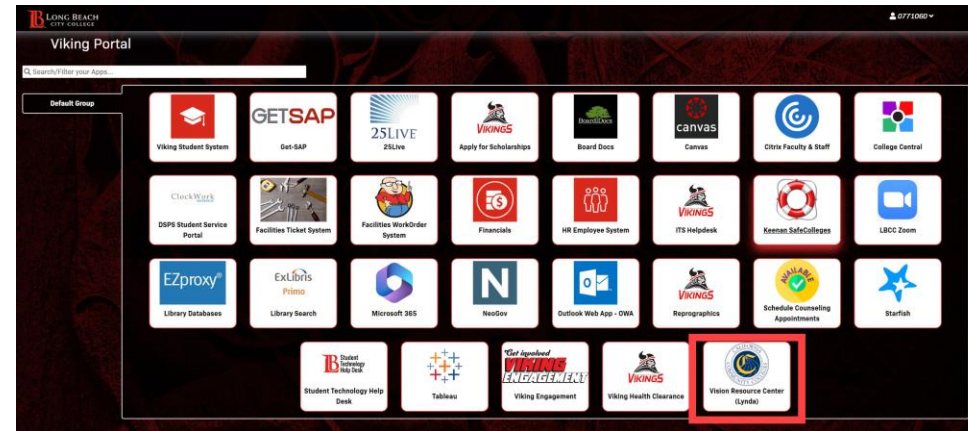 LONG BEACH
CITY COLLEGE
0771060
Viking Portal
Search/Filter your Apps...
Default Group
Viking Student System
GETSAP
Get-SAP
25LIVE
25Live
VIKINGS
Apply for Scholarships
BoardDocs
Board Docs
canvas
Canvas
Citrix Faculty & Staff
College Central
ClockWork
DSPS Student Service
Portal
Facilities Ticket System
Facilities WorkOrder
System
Financials
HR Employee System
VIKINGS
ITS Helpdesk
Keenan SafeColleges
LBCC Zoom
EZproxy®
Library Databases
ExLibris
Primo
Library Search
Microsoft 365
N
NeoGov
Outlook Web App - OWA
VIKINGS
Reprographics
AVAILABLE
Schedule Counseling
Appointments
Starfish
Student
Technology
Help Desk
Student Technology Help
Desk
Tableau
Get involved
VIKING
ENGAGEMENT
Viking Engagement
VIKINGS
Viking Health Clearance
Vision Resource Center
(Lynda)